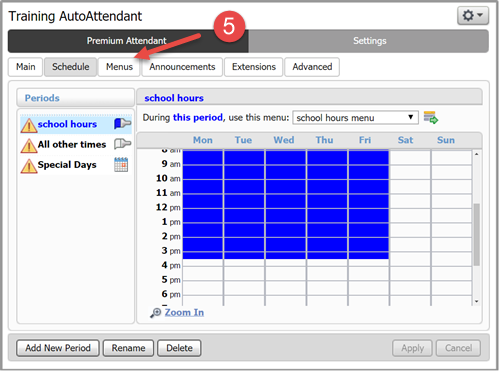 Training AutoAttendant
Premium Attendant Settings
5
Main Schedule Menus Announcements Extensions Advanced
Periods
school hours
All other times
Special Days
school hours
During this period, use this menu: school hours menu
Mon Tue Wed Thu Fri Sat Sun
8 am
9 am
10 am
11 am
12 pm
1 pm
2 pm
3 pm
4 pm
5 pm
6 pm
Zoom In
Add New Period Rename Delete Apply Cancel